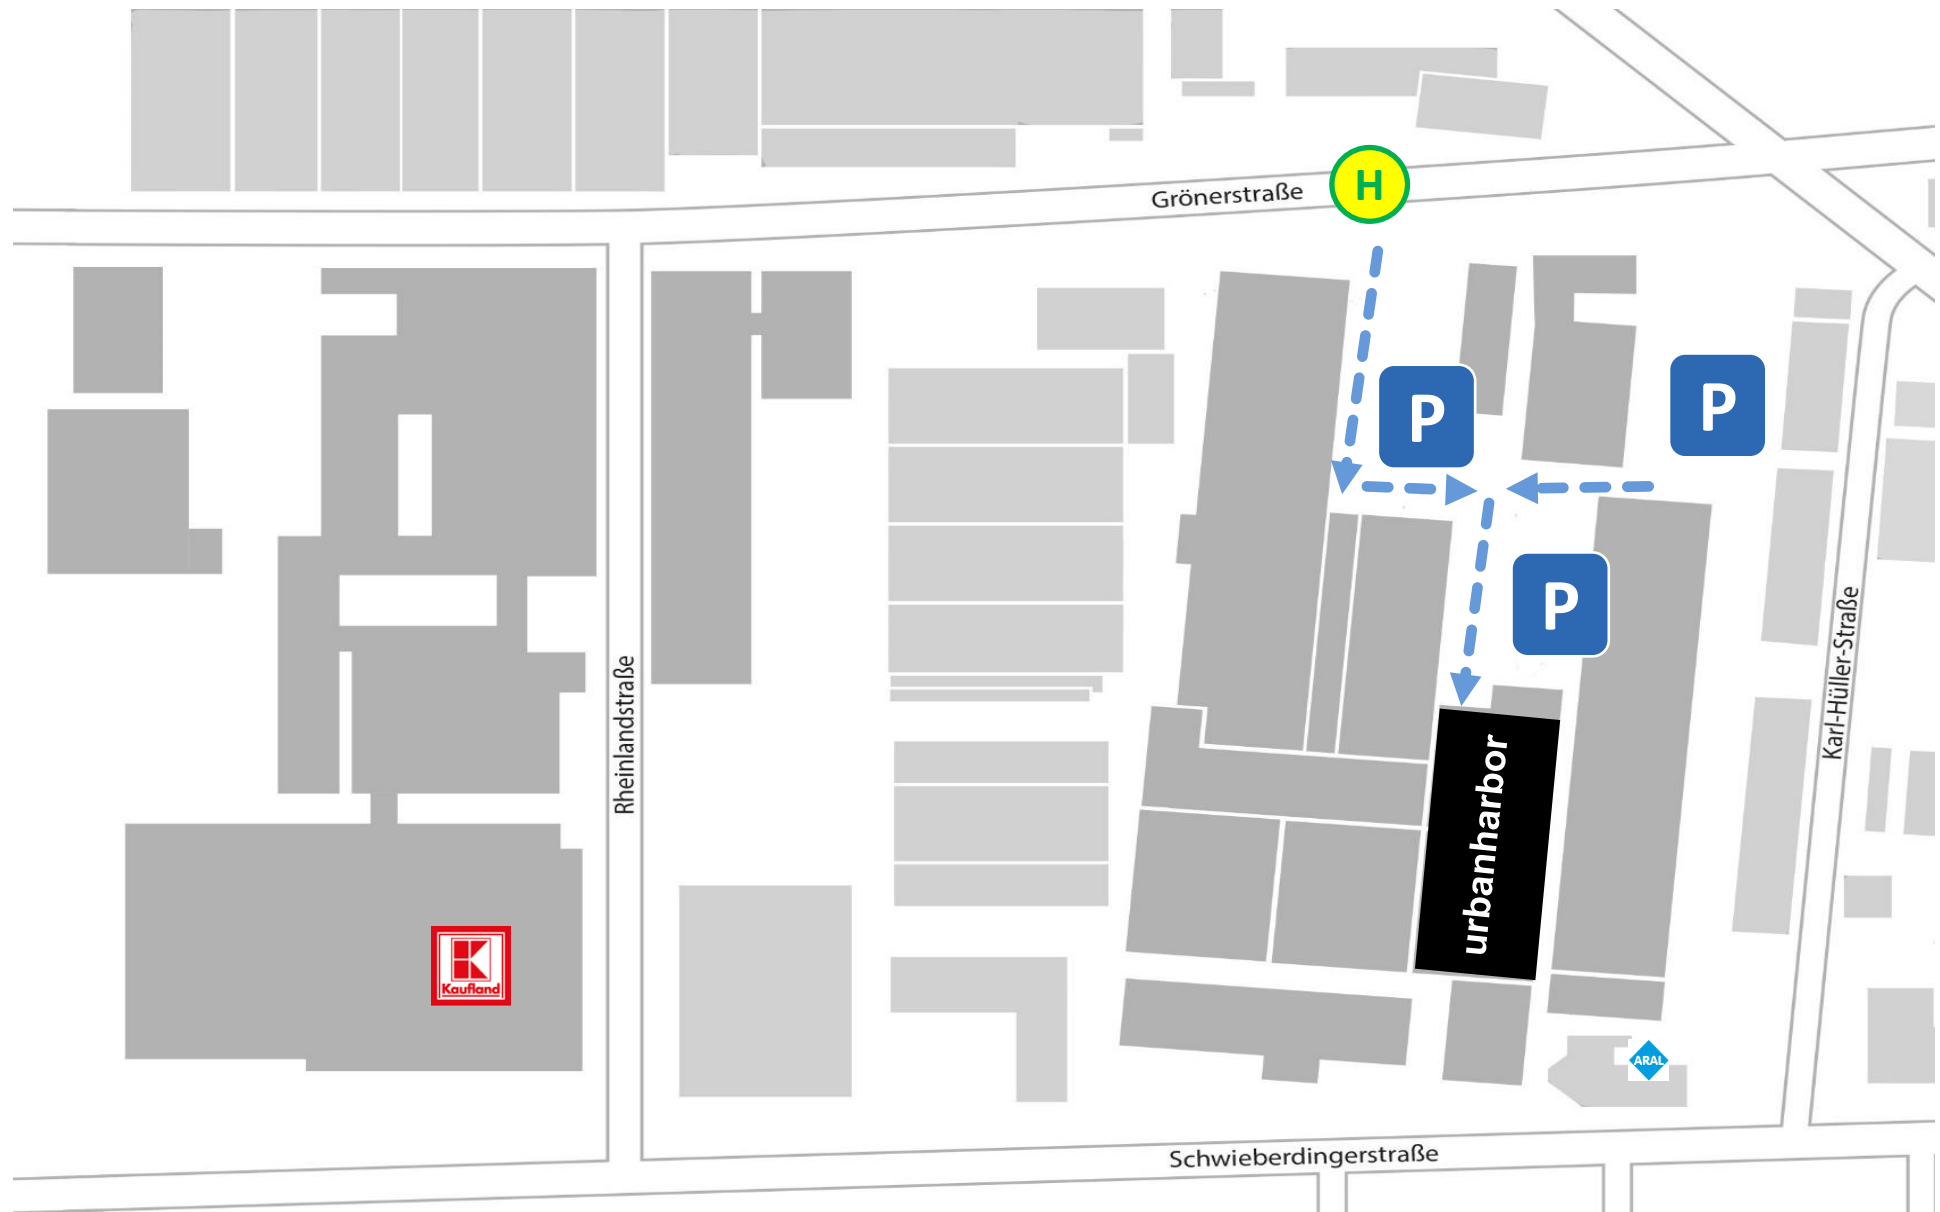 Grönerstraße
H
P
P
P
Rheinlandstraße
Karl-Hüller-Straße
urbanharbor
Kaufland
ARAL
Schwieberdingerstraße